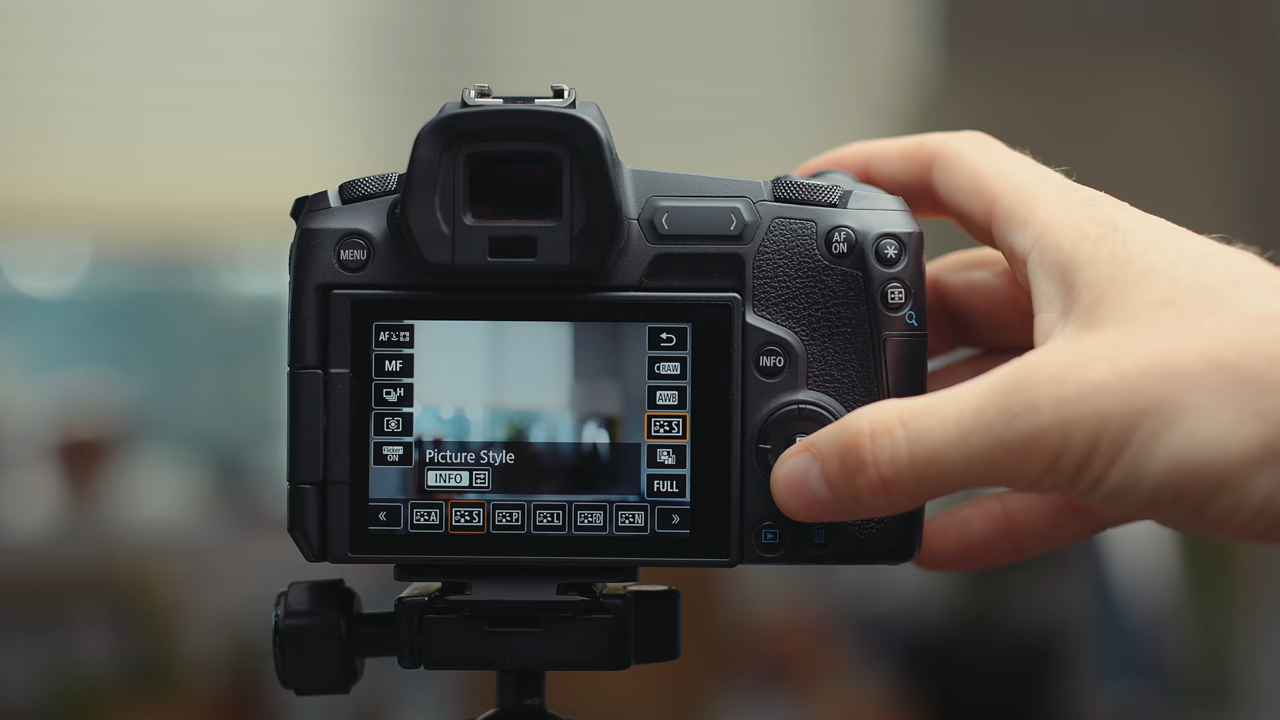 MENU
AF
ON
INFO
AF
MF
H
Flicker!
ON
RAW
AWB
S
FULL
Picture Style
INFO
«
A
S
P
L
FD
N
»